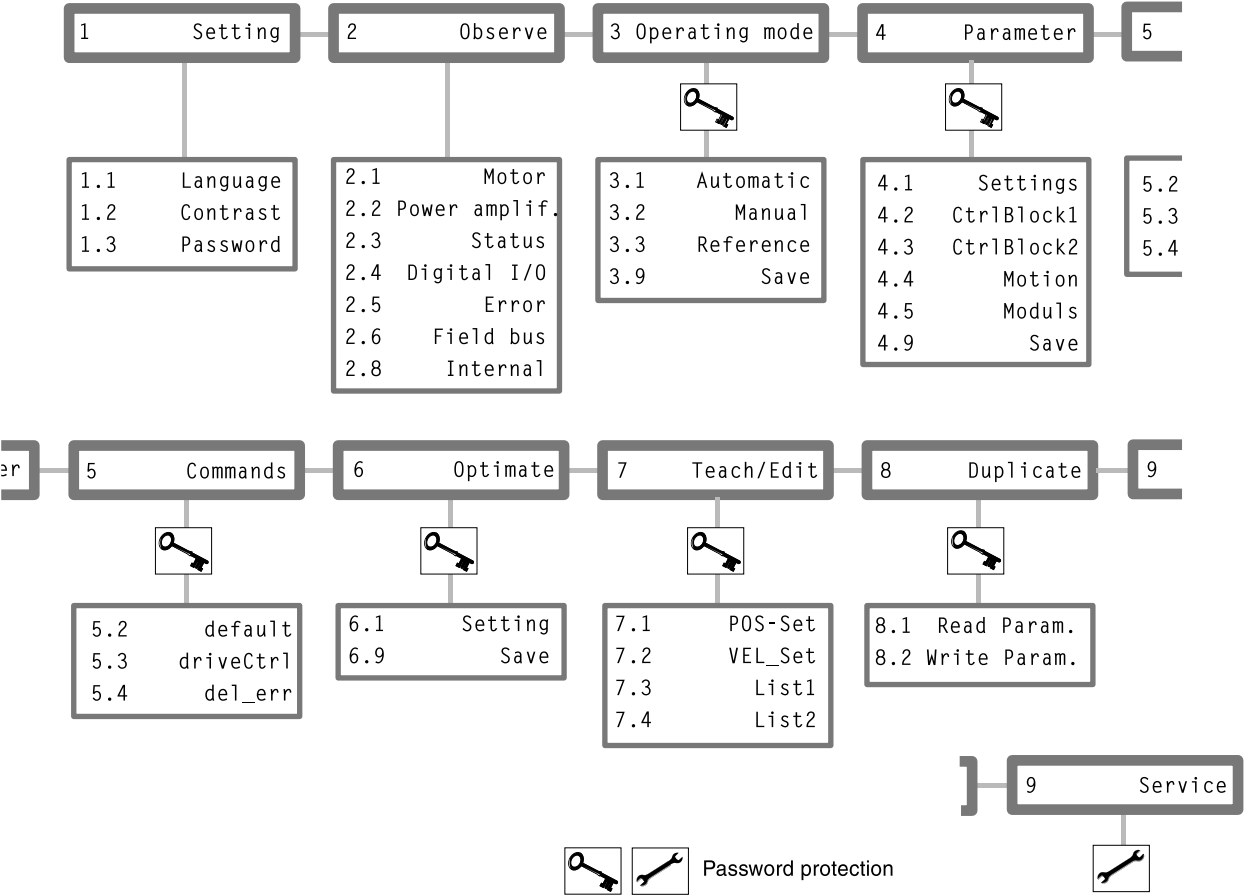 1 Setting
2 Observe
3 Operating mode
4 Parameter
5
1.1 Language
1.2 Contrast
1.3 Password
2.1 Motor
2.2 Power amplif.
2.3 Status
2.4 Digital I/O
2.5 Error
2.6 Field bus
2.8 Internal
3.1 Automatic
3.2 Manual
3.3 Reference
3.9 Save
4.1 Settings
4.2 CtrlBlock1
4.3 CtrlBlock2
4.4 Motion
4.5 Moduls
4.9 Save
5.2
5.3
5.4
er
5 Commands
6 Optimate
7 Teach/Edit
8 Duplicate
9
5.2 default
5.3 driveCtrl
5.4 del_err
6.1 Setting
6.9 Save
7.1 POS-Set
7.2 VEL_Set
7.3 List1
7.4 List2
8.1 Read Param.
8.2 Write Param.
9 Service
Password protection